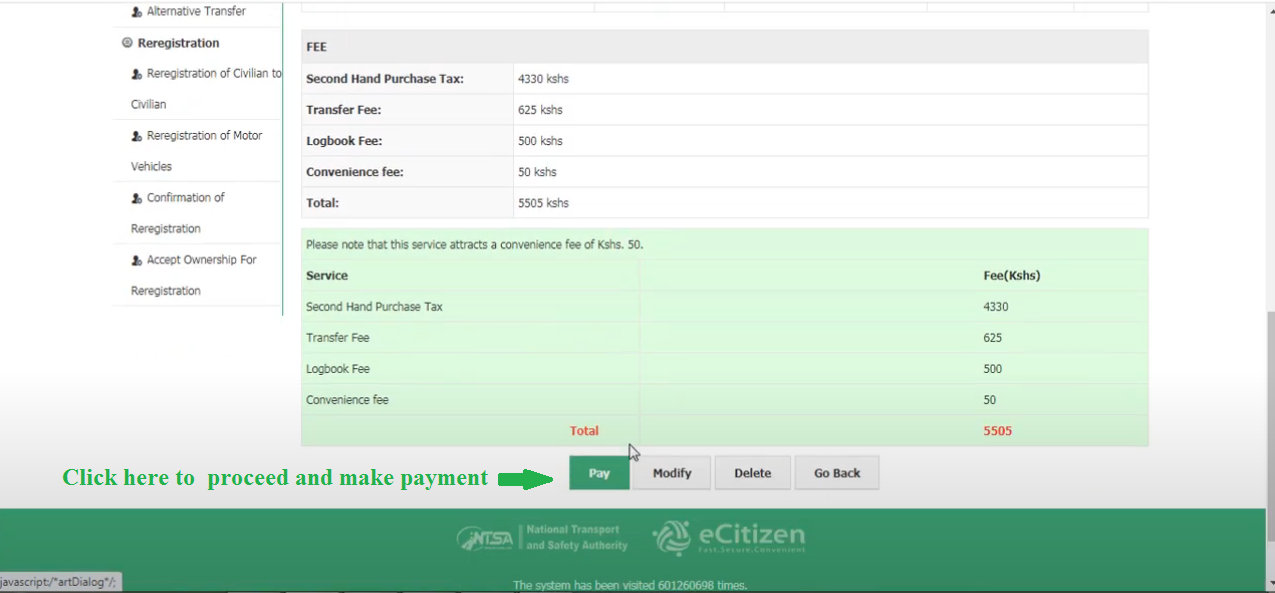 Alternative Transfer
Reregistration
Reregistration of Civilian to
Civilian
Reregistration of Motor
Vehicles
Confirmation of
Reregistration
Accept Ownership For
Reregistration
FEE
Second Hand Purchase Tax: 4330 kshs
Transfer Fee: 625 kshs
Logbook Fee: 500 kshs
Convenience fee: 50 kshs
Total: 5505 kshs
Please note that this service attracts a convenience fee of Kshs. 50.
Service Fee(Kshs)
Second Hand Purchase Tax 4330
Transfer Fee 625
Logbook Fee 500
Convenience fee 50
Total 5505
Click here to proceed and make payment
Pay Modify Delete Go Back
NTSA National Transport
and Safety Authority
eCitizen
Fast.Secure.Convenient
The system has been visited 601260698 times.
javascript:/*artDialog*/;